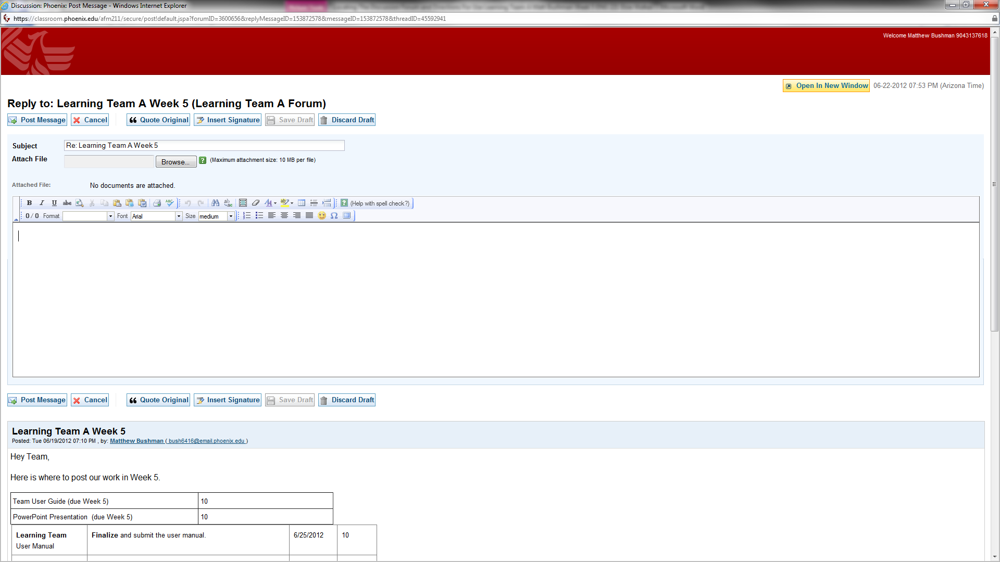 Discussion: Phoenix: Post Message - Windows Internet Explorer
https://classroom.phoenix.edu/afm211/secure/post!default.jspa?forumID=3600656&replyMessageID=153872578&messageID=153872578&threadID=45592941
Welcome Matthew Bushman 9043137618
Open In New Window 06-22-2012 07:53 PM (Arizona Time)
Reply to: Learning Team A Week 5 (Learning Team A Forum)
Post Message Cancel Quote Original Insert Signature Save Draft Discard Draft
Subject Re: Learning Team A Week 5
Attach File Browse... ? (Maximum attachment size: 10 MB per file)
Attached File: No documents are attached.
B I U abc ABC ? (Help with spell check?)
0 / 0 Format Font Arial Size medium Ω
Post Message Cancel Quote Original Insert Signature Save Draft Discard Draft
Learning Team A Week 5
Posted: Tue 06/19/2012 07:10 PM , by: Matthew Bushman ( bush6416@email.phoenix.edu )
Hey Team,
Here is where to post our work in Week 5.
Team User Guide (due Week 5) 10
PowerPoint Presentation (due Week 5) 10
Learning Team Finalize and submit the user manual. 6/25/2012 10
User Manual